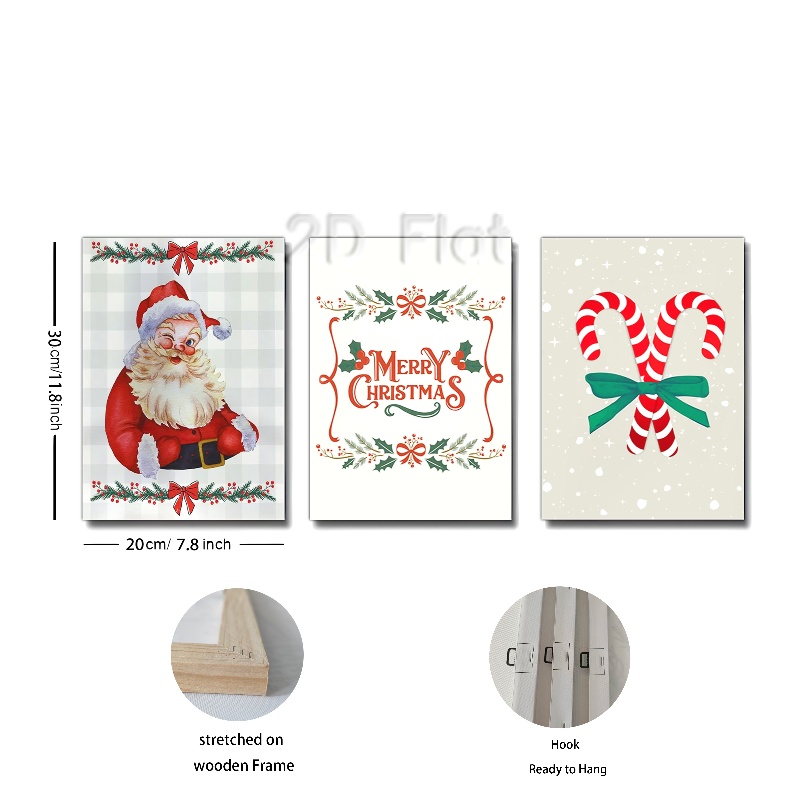 2D Flat
30cm/11.8inch
MERRY
CHRISTMAS
20cm/ 7.8 inch
stretched on
wooden Frame
Hook
Ready to Hang